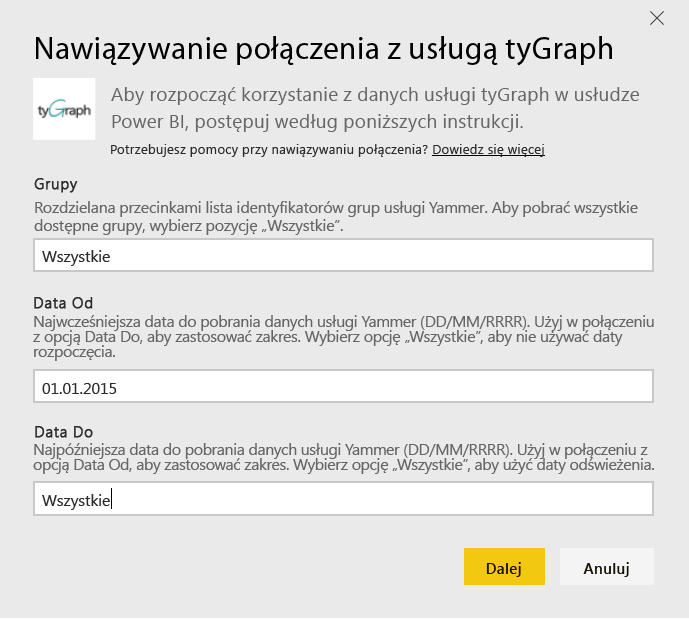 Nawiązywanie połączenia z usługą tyGraph
tyGraph
Aby rozpocząć korzystanie z danych usługi tyGraph w usłudze
Power BI, postępuj według poniższych instrukcji.
Potrzebujesz pomocy przy nawiązywaniu połączenia? Dowiedz się więcej
Grupy
Rozdzielana przecinkami lista identyfikatorów grup usługi Yammer. Aby pobrać wszystkie
dostępne grupy, wybierz pozycję „Wszystkie”.
Wszystkie
Data Od
Najwcześniejsza data do pobrania danych usługi Yammer (DD/MM/RRRR). Użyj w połączeniu
z opcją Data Do, aby zastosować zakres. Wybierz opcję „Wszystkie”, aby nie używać daty
rozpoczęcia.
01.01.2015
Data Do
Najpóźniejsza data do pobrania danych usługi Yammer (DD/MM/RRRR). Użyj w połączeniu z
opcją Data Od, aby zastosować zakres. Wybierz opcję „Wszystkie”, aby użyć daty odświeżenia.
Wszystkie
Dalej
Anuluj